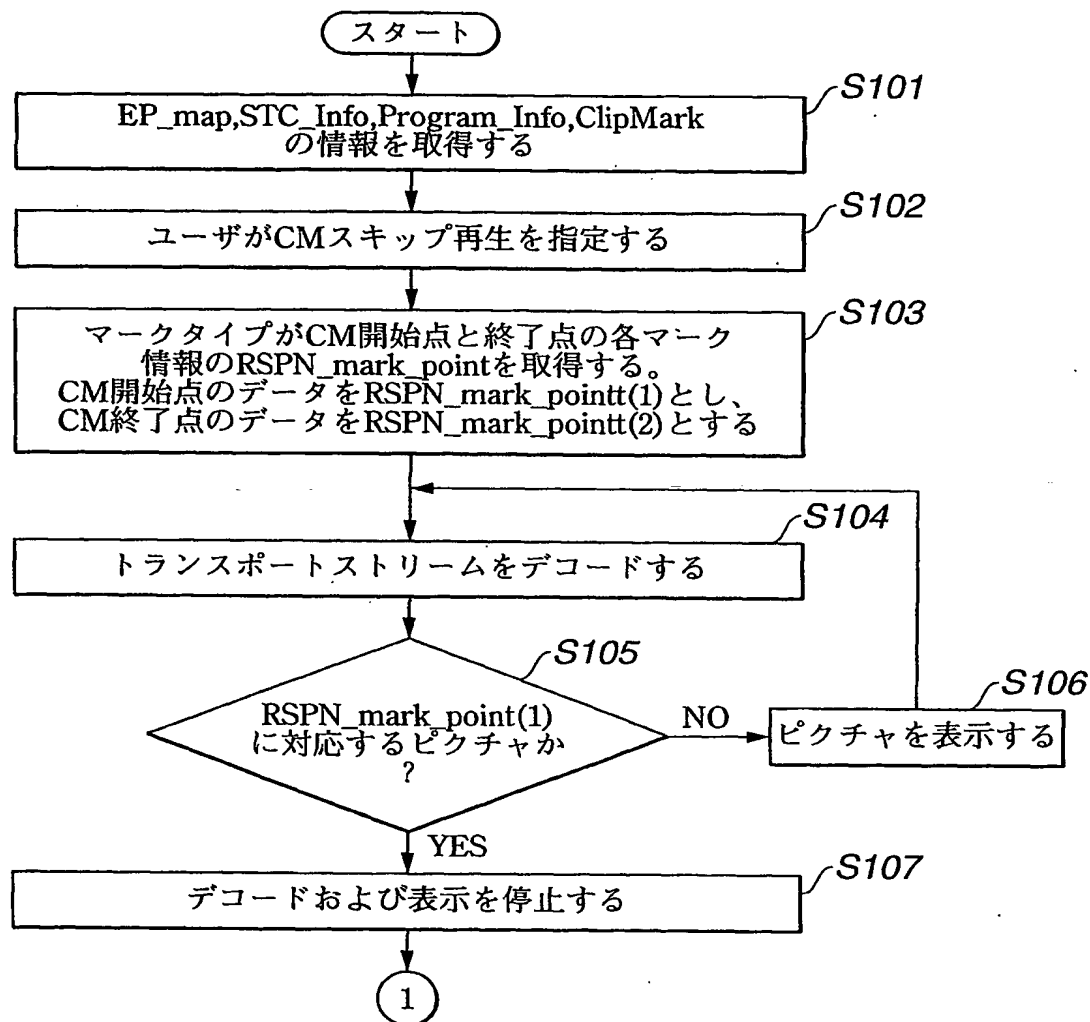 スタート
S101
EP_map,STC_Info,Program_Info,ClipMark
の情報を取得する
S102
ユーザがCMスキップ再生を指定する
S103
マークタイプがCM開始点と終了点の各マーク
情報のRSPN_mark_pointを取得する。
CM開始点のデータをRSPN_mark_pointt(1)とし、
CM終了点のデータをRSPN_mark_pointt(2)とする
S104
トランスポートストリームをデコードする
S105
RSPN_mark_point(1)
に対応するピクチャか
?
NO
S106
ピクチャを表示する
YES
S107
デコードおよび表示を停止する
1